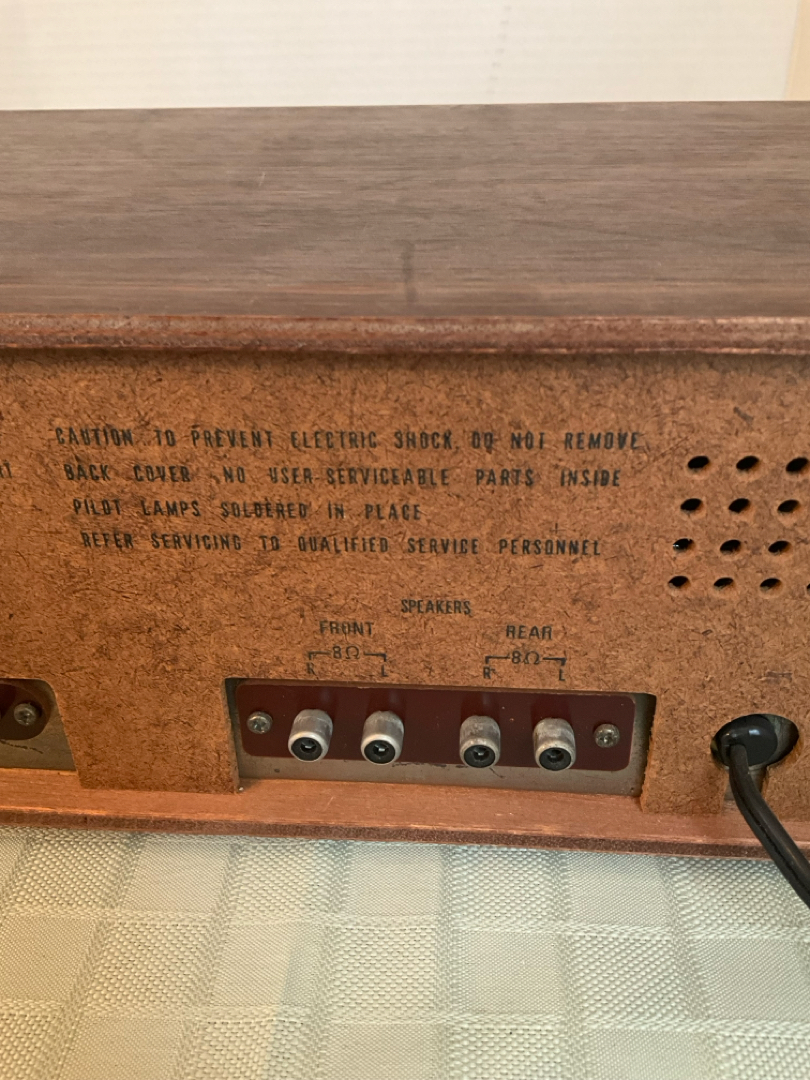 CAUTION TO PREVENT ELECTRIC SHOCK, DO NOT REMOVE
BACK COVER NO USER-SERVICEABLE PARTS INSIDE
PILOT LAMPS SOLDERED IN PLACE
REFER SERVICING TO QUALIFIED SERVICE PERSONNEL
SPEAKERS
FRONT REAR
8Ω 8Ω
R L R L